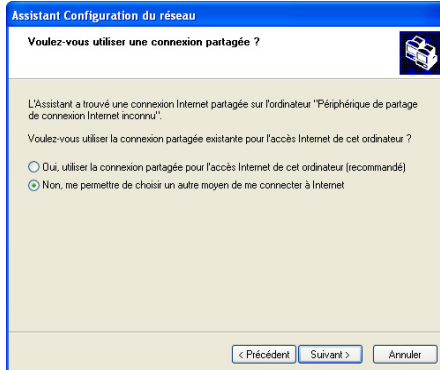 Assistant Configuration du réseau
Voulez-vous utiliser une connexion partagée ?
L'Assistant a trouvé une connexion Internet partagée sur l'ordinateur "Périphérique de partage
de connexion Internet inconnu".
Voulez-vous utiliser la connexion partagée existante pour l'accès Internet de cet ordinateur ?
Oui, utiliser la connexion partagée pour l'accès Internet de cet ordinateur (recommandé)
Non, me permettre de choisir un autre moyen de me connecter à Internet
< Précédent Suivant > Annuler